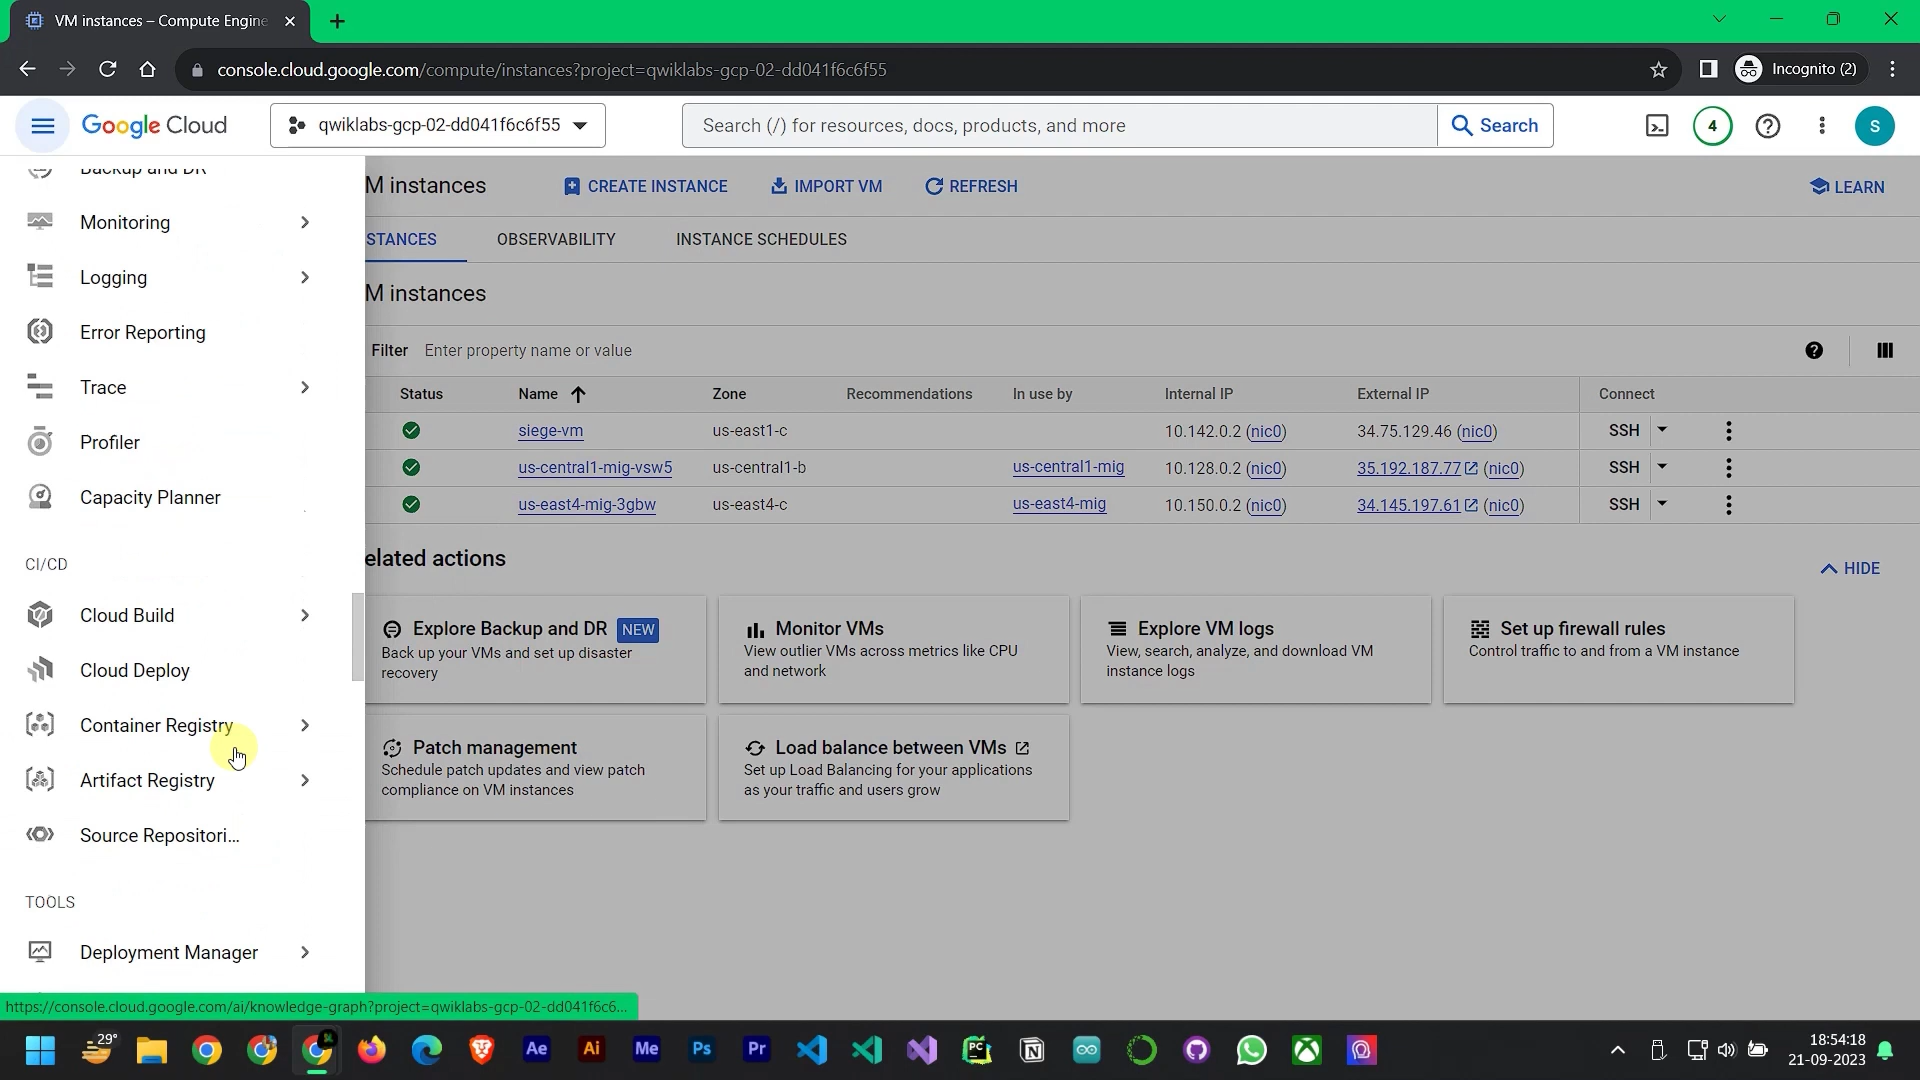 VM instances – Compute Engine
console.cloud.google.com/compute/instances?project=qwiklabs-gcp-02-dd041f6c6f55
Incognito (2)
Google Cloud
qwiklabs-gcp-02-dd041f6c6f55
Search (/) for resources, docs, products, and more
Search
4
S
Backup and DR
Monitoring
Logging
Error Reporting
Trace
Profiler
Capacity Planner
CI/CD
Cloud Build
Cloud Deploy
Container Registry
Artifact Registry
Source Repositori...
TOOLS
Deployment Manager
M instances
CREATE INSTANCE
IMPORT VM
REFRESH
LEARN
STANCES
OBSERVABILITY
INSTANCE SCHEDULES
M instances
Filter Enter property name or value
Status Name Zone Recommendations In use by Internal IP External IP Connect
siege-vm us-east1-c 10.142.0.2 (nic0) 34.75.129.46 (nic0) SSH
us-central1-mig-vsw5 us-central1-b us-central1-mig 10.128.0.2 (nic0) 35.192.187.77 (nic0) SSH
us-east4-mig-3gbw us-east4-c us-east4-mig 10.150.0.2 (nic0) 34.145.197.61 (nic0) SSH
elated actions
HIDE
Explore Backup and DR NEW
Back up your VMs and set up disaster
recovery
Monitor VMs
View outlier VMs across metrics like CPU
and network
Explore VM logs
View, search, analyze, and download VM
instance logs
Set up firewall rules
Control traffic to and from a VM instance
Patch management
Schedule patch updates and view patch
compliance on VM instances
Load balance between VMs
Set up Load Balancing for your applications
as your traffic and users grow
https://console.cloud.google.com/ai/knowledge-graph?project=qwiklabs-gcp-02-dd041f6c6...
29°
Ae
Ai
Me
Ps
Pr
PC
N
18:54:18
21-09-2023